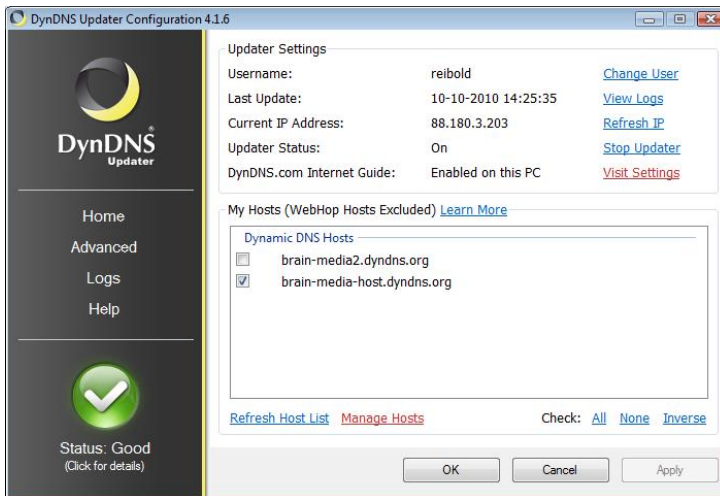 DynDNS Updater Configuration 4.1.6
DynDNS®
Updater
Home
Advanced
Logs
Help
Status: Good
(Click for details)
Updater Settings
Username: reibold Change User
Last Update: 10-10-2010 14:25:35 View Logs
Current IP Address: 88.180.3.203 Refresh IP
Updater Status: On Stop Updater
DynDNS.com Internet Guide: Enabled on this PC Visit Settings
My Hosts (WebHop Hosts Excluded) Learn More
Dynamic DNS Hosts
brain-media2.dyndns.org
brain-media-host.dyndns.org
Refresh Host List Manage Hosts Check: All None Inverse
OK Cancel Apply